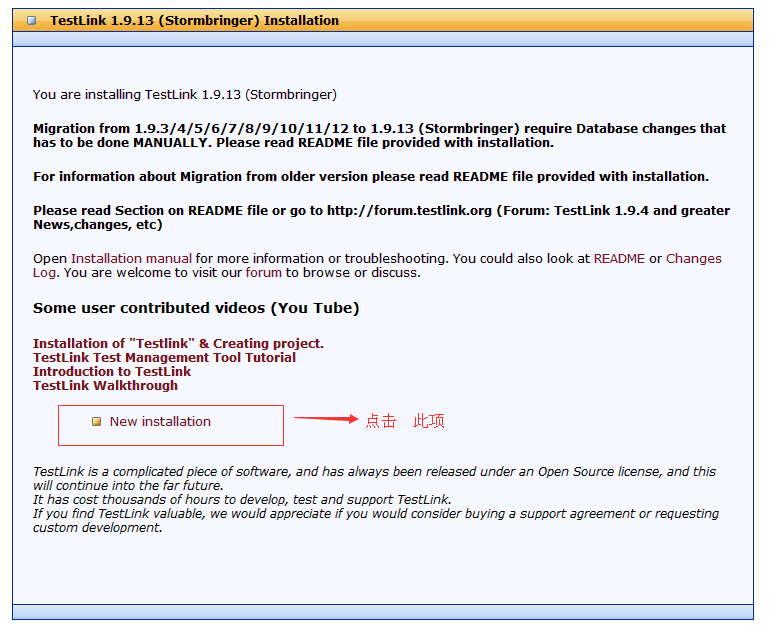 TestLink 1.9.13 (Stormbringer) Installation
You are installing TestLink 1.9.13 (Stormbringer)
Migration from 1.9.3/4/5/6/7/8/9/10/11/12 to 1.9.13 (Stormbringer) require Database changes that
has to be done MANUALLY. Please read README file provided with installation.
For information about Migration from older version please read README file provided with installation.
Please read Section on README file or go to http://forum.testlink.org (Forum: TestLink 1.9.4 and greater
News,changes, etc)
Open Installation manual for more information or troubleshooting. You could also look at README or Changes
Log. You are welcome to visit our forum to browse or discuss.
Some user contributed videos (You Tube)
Installation of "Testlink" & Creating project.
TestLink Test Management Tool Tutorial
Introduction to TestLink
TestLink Walkthrough
New installation 点击 此项
TestLink is a complicated piece of software, and has always been released under an Open Source license, and this
will continue into the far future.
It has cost thousands of hours to develop, test and support TestLink.
If you find TestLink valuable, we would appreciate if you would consider buying a support agreement or requesting
custom development.